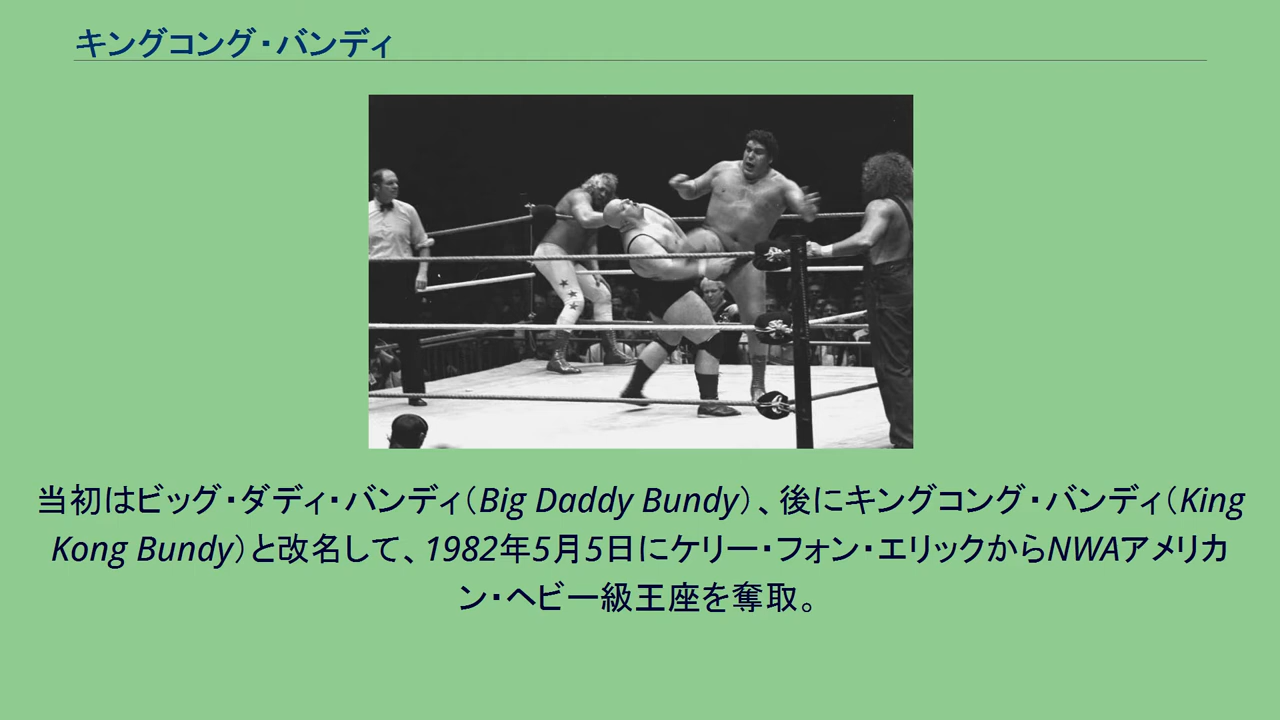 キングコング・バンディ
当初はビッグ・ダディ・バンディ（Big Daddy Bundy）、後にキングコング・バンディ（King
Kong Bundy）と改名して、1982年5月5日にケリー・フォン・エリックからNWAアメリカ
ン・ヘビー級王座を奪取。